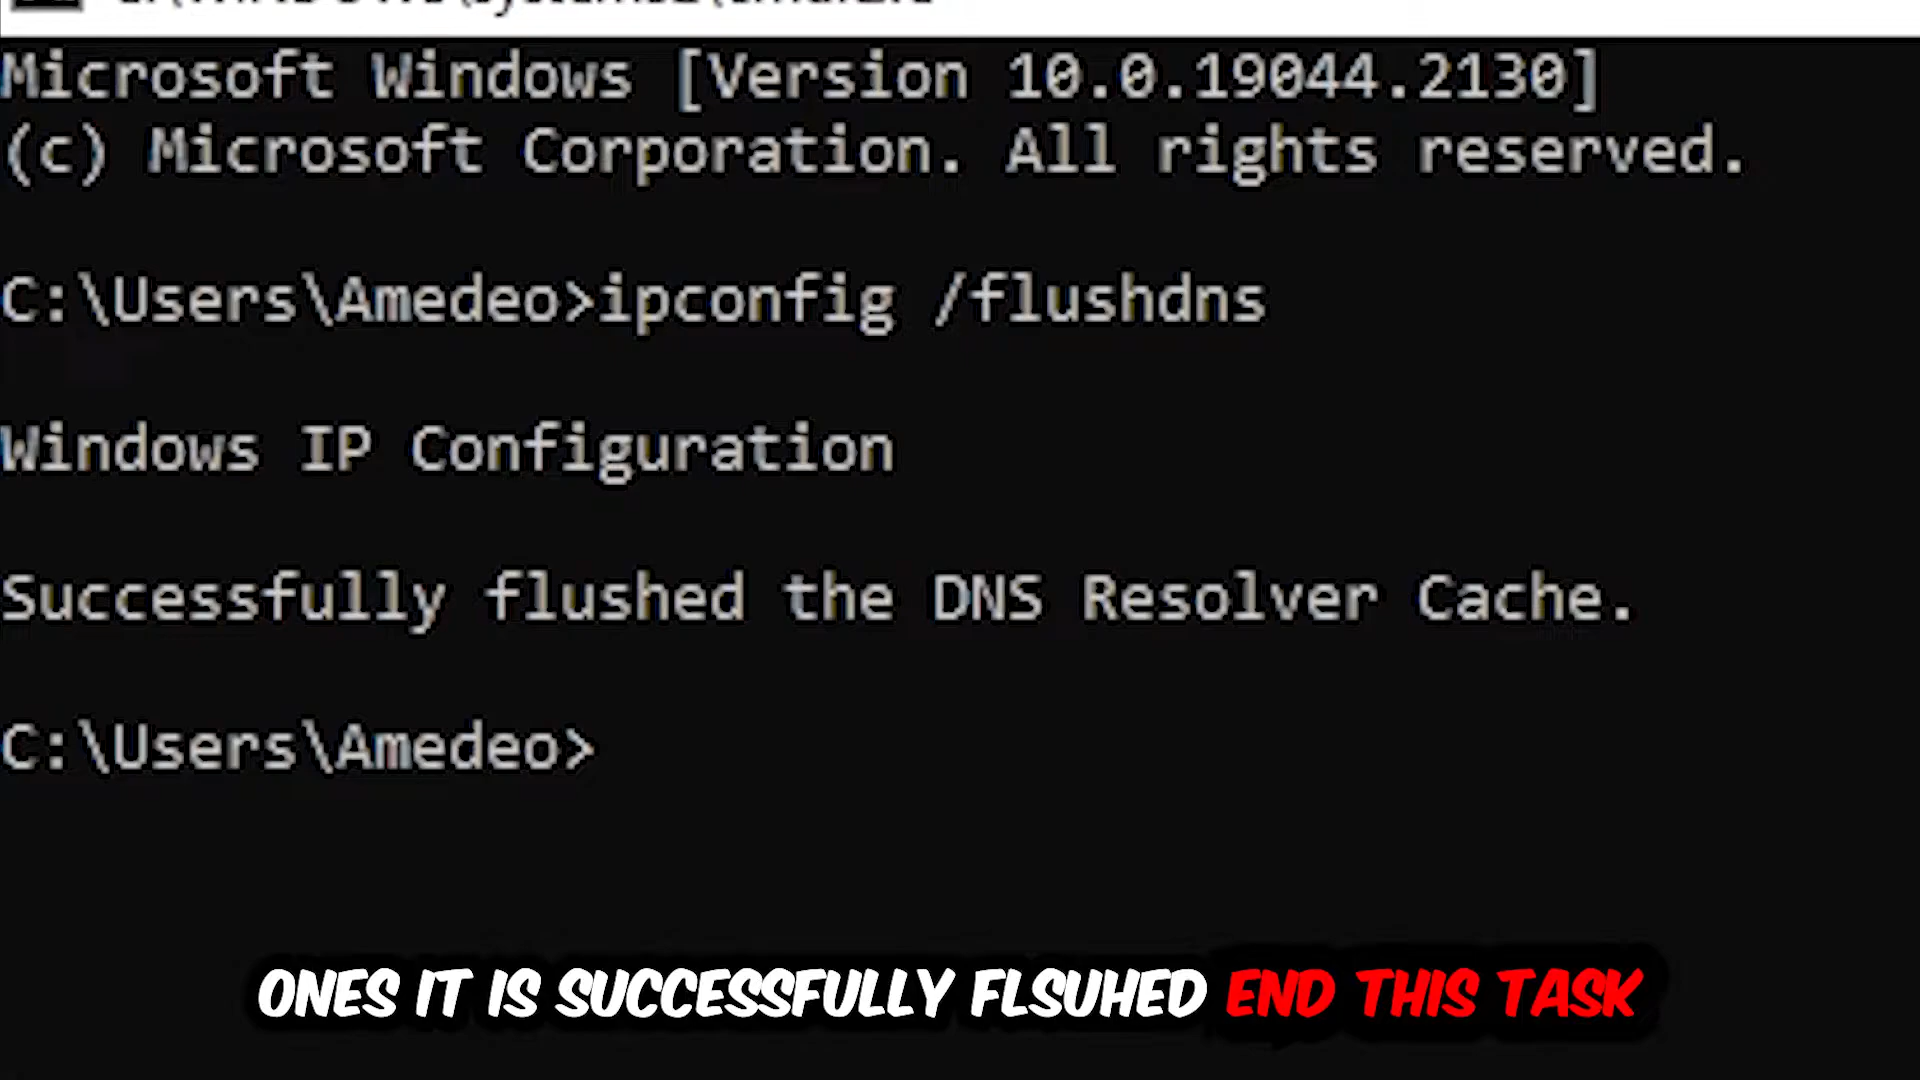 Microsoft Windows [Version 10.0.19044.2130]
(c) Microsoft Corporation. All rights reserved.
C:\Users\Amedeo>ipconfig /flushdns
Windows IP Configuration
Successfully flushed the DNS Resolver Cache.
C:\Users\Amedeo>
ONES IT IS SUCCESSFULLY FLSUHED END THIS TASK